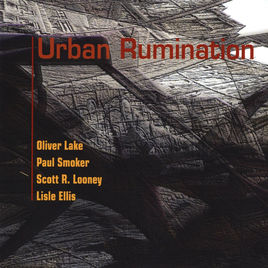 Urban Rumination
Oliver Lake
Paul Smoker
Scott R. Looney
Lisle Ellis